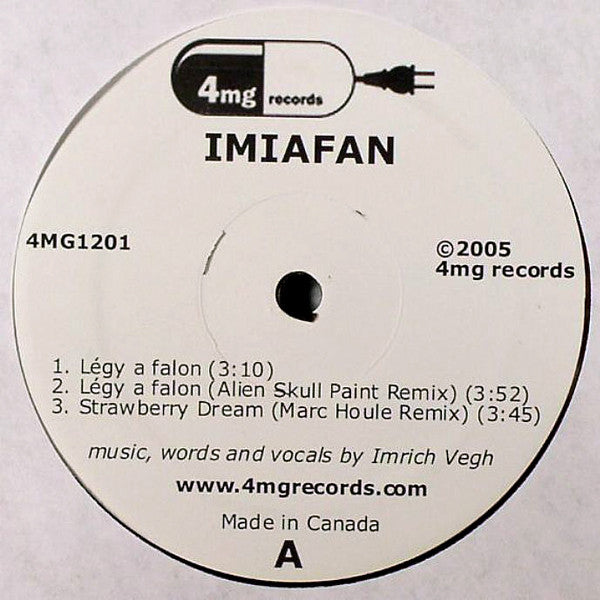 4mg records
IMIAFAN
4MG1201
©2005
4mg records
1. Légy a falon (3:10)
2. Légy a falon (Alien Skull Paint Remix) (3:52)
3. Strawberry Dream (Marc Houle Remix) (3:45)
music, words and vocals by Imrich Vegh
www.4mgrecords.com
Made in Canada
A